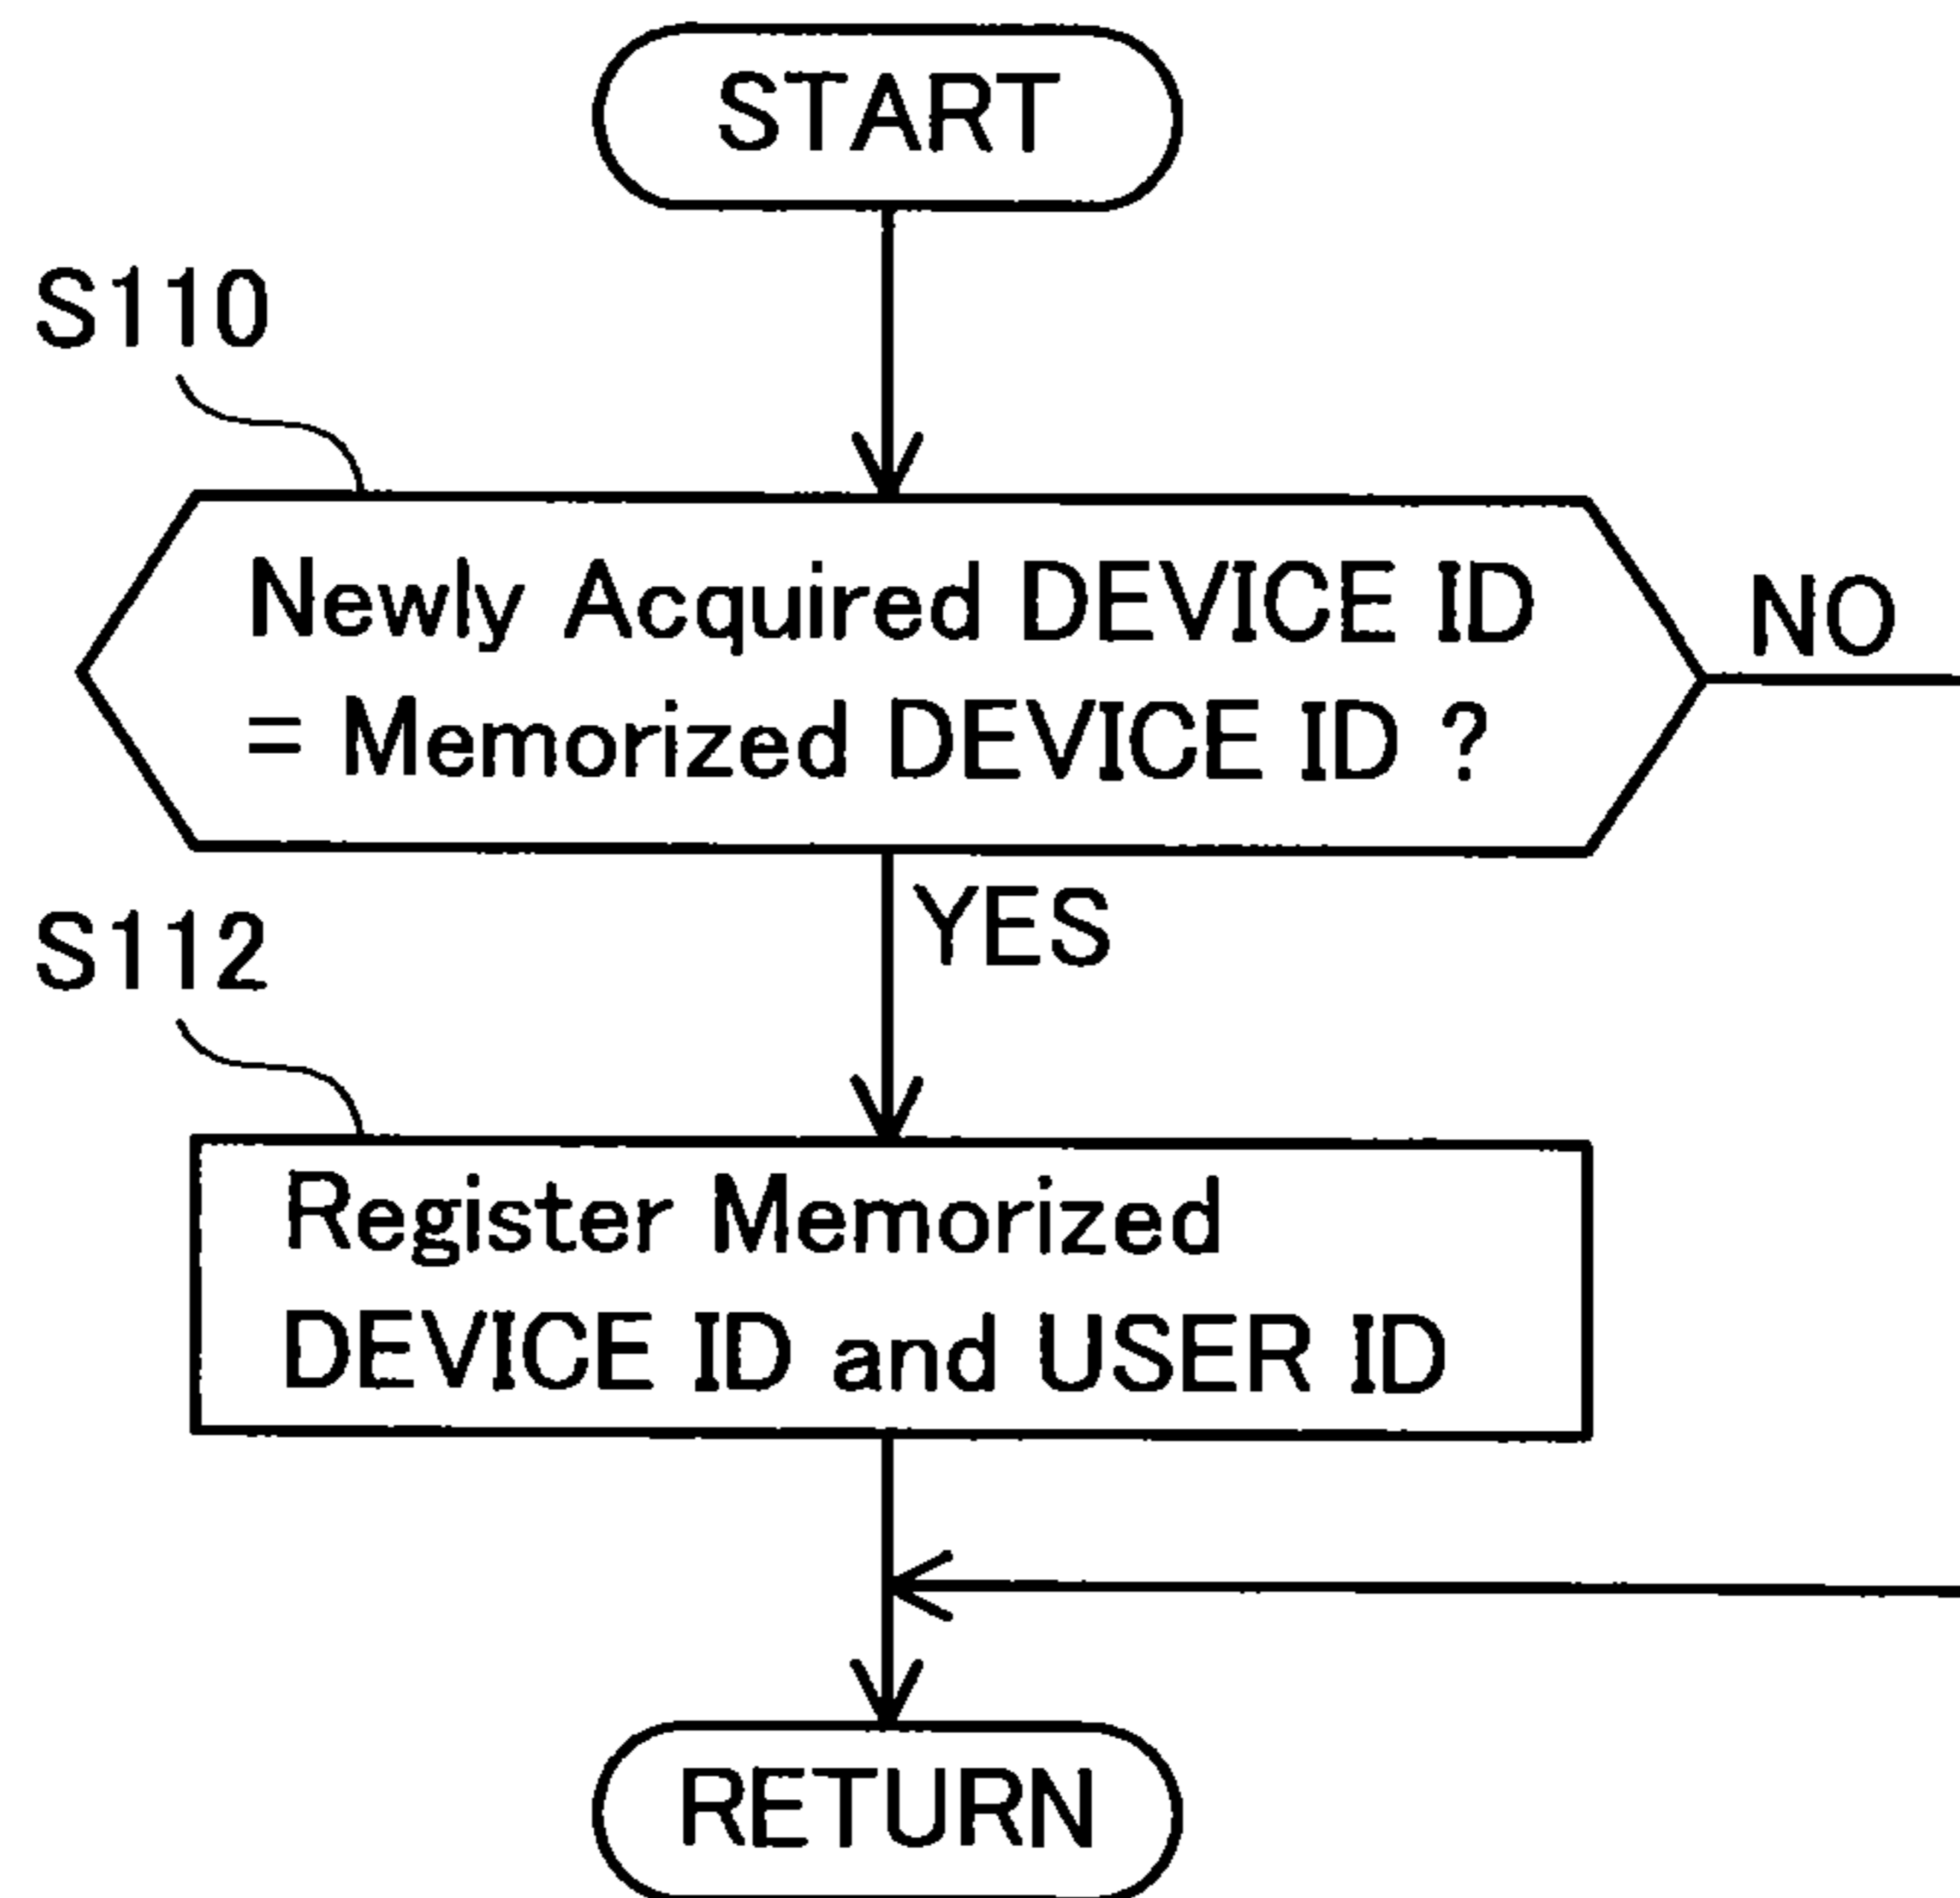 START
S110
Newly Acquired DEVICE ID
= Memorized DEVICE ID ?
NO
YES
S112
Register Memorized
DEVICE ID and USER ID
RETURN